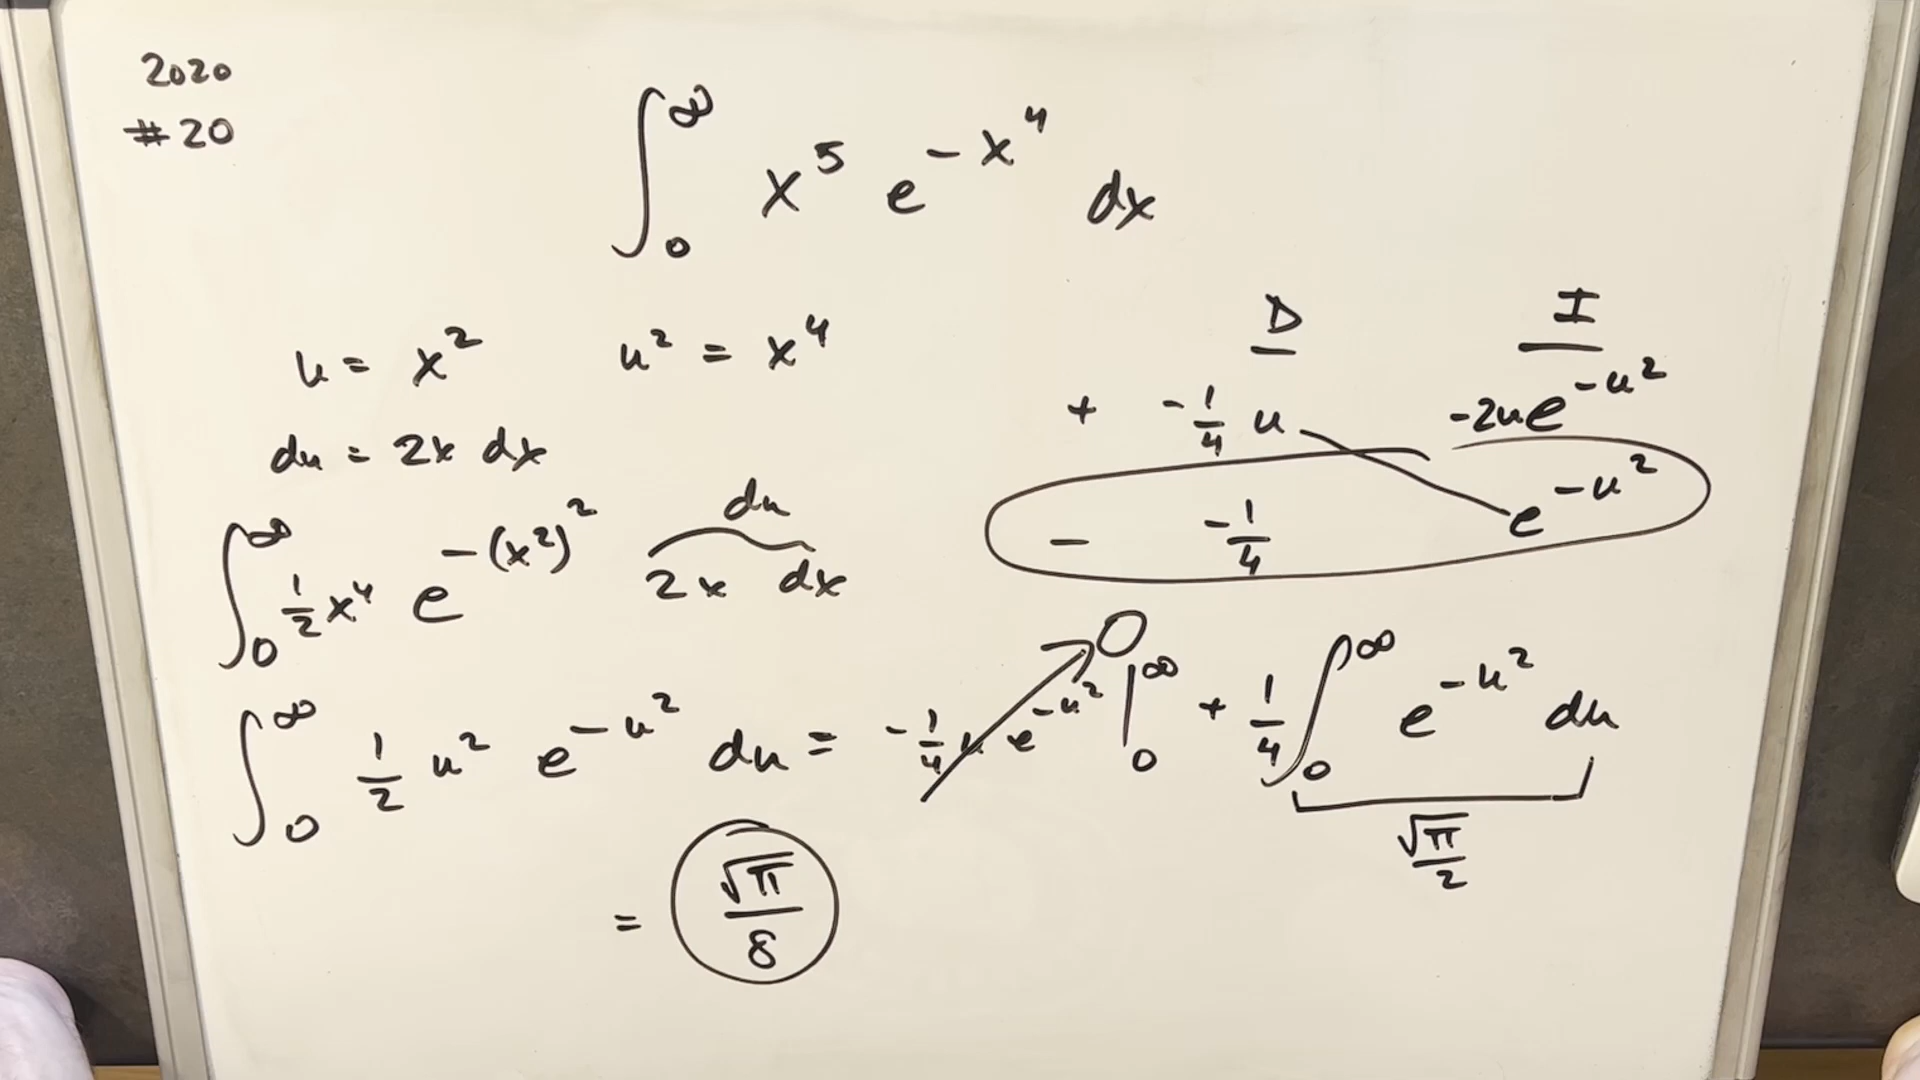 2020
#20
∫₀^∞ x⁵ e^(-x⁴) dx
u = x² u² = x⁴
du = 2x dx
D I
+ -1/4 u -2ue^(-u²)
- -1/4 e^(-u²)
du
∫₀^∞ 1/2 x⁴ e^(-(x²)²) 2x dx
0
∫₀^∞ 1/2 u² e^(-u²) du = -1/4 u e^(-u²) |₀^∞ + 1/4 ∫₀^∞ e^(-u²) du
√π/2
= √π/8